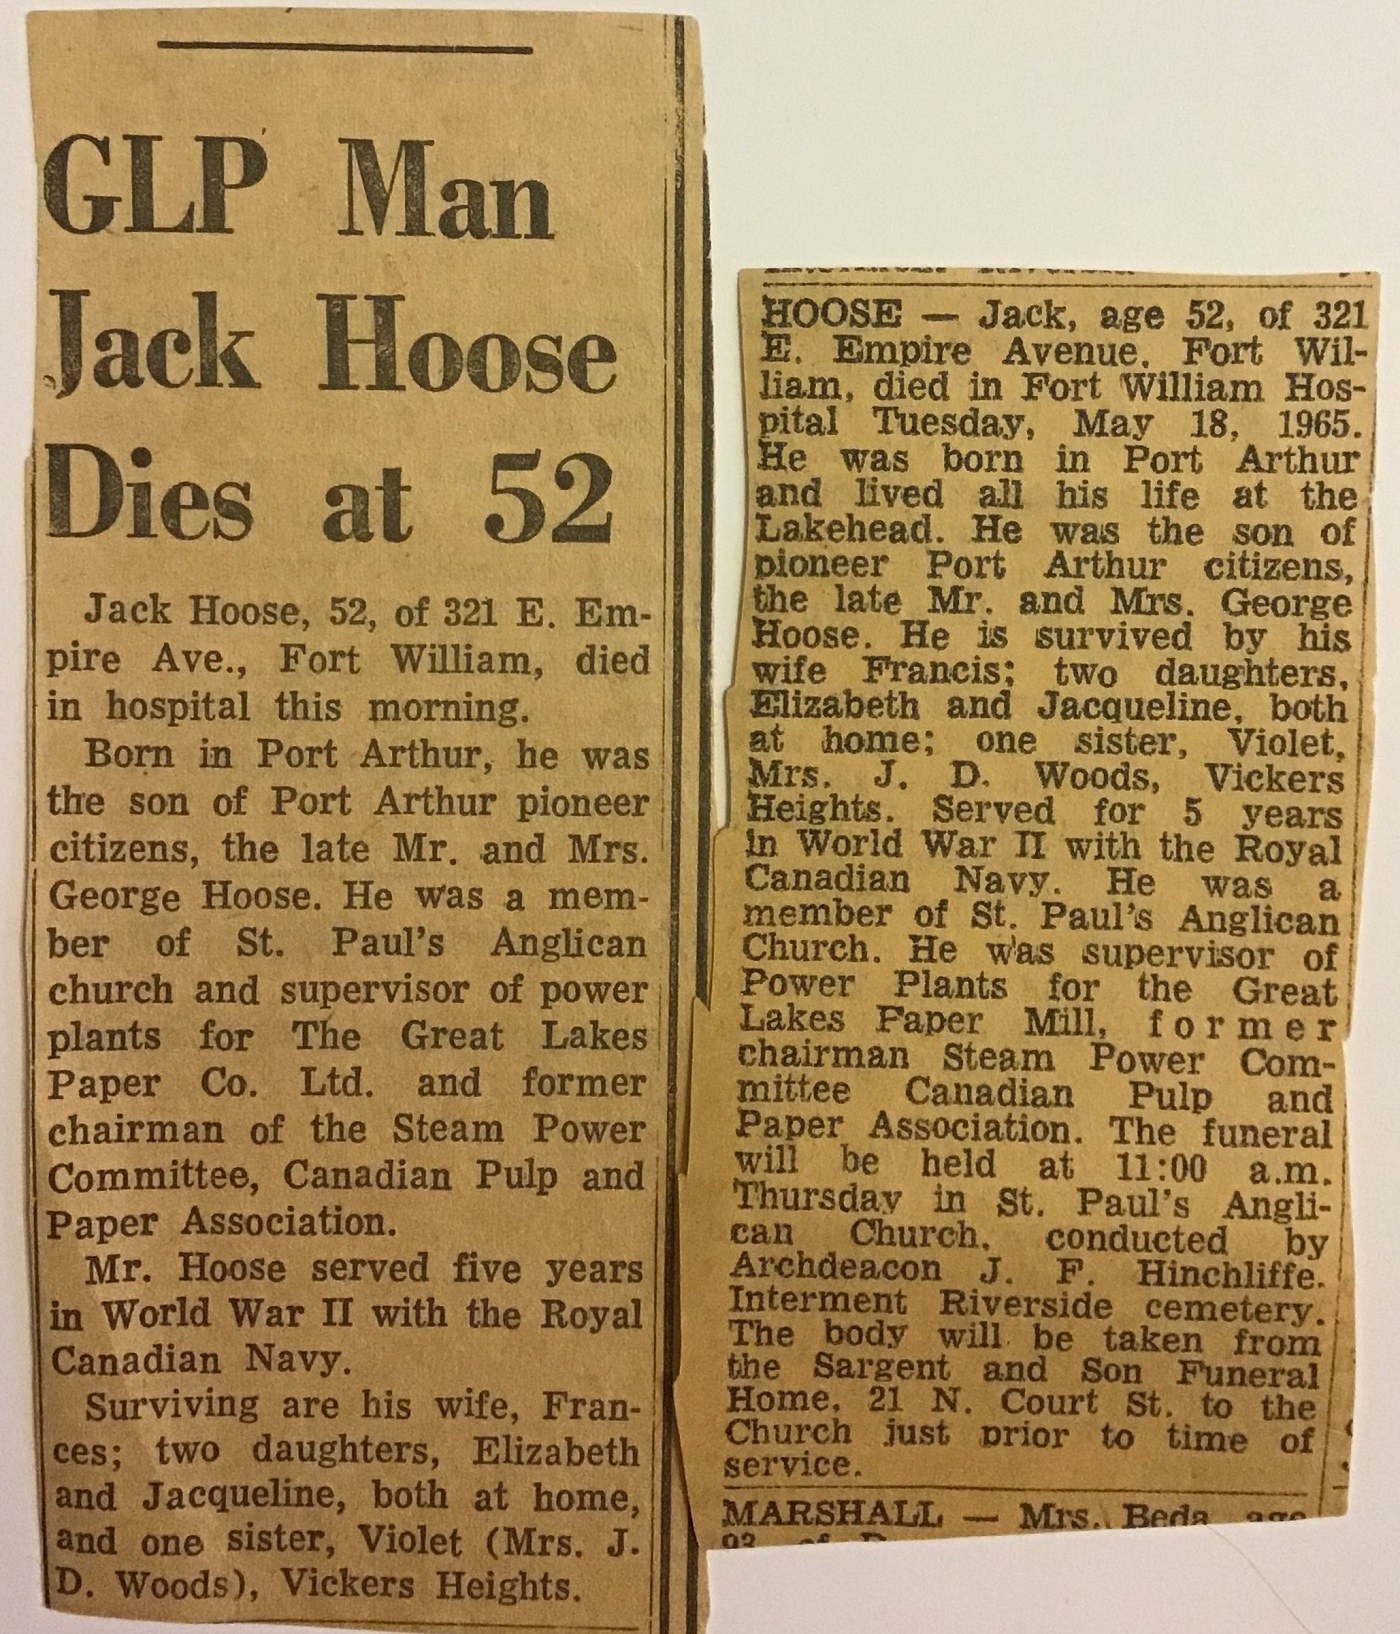 GLP Man
Jack Hoose
Dies at 52
Jack Hoose, 52, of 321 E. Em-
pire Ave., Fort William, died
in hospital this morning.
Born in Port Arthur, he was
the son of Port Arthur pioneer
citizens, the late Mr. and Mrs.
George Hoose. He was a mem-
ber of St. Paul's Anglican
church and supervisor of power
plants for The Great Lakes
Paper Co. Ltd. and former
chairman of the Steam Power
Committee, Canadian Pulp and
Paper Association.
Mr. Hoose served five years
in World War II with the Royal
Canadian Navy.
Surviving are his wife, Fran-
ces; two daughters, Elizabeth
and Jacqueline, both at home,
and one sister, Violet (Mrs. J.
D. Woods), Vickers Heights.
HOOSE — Jack, age 52, of 321
E. Empire Avenue, Fort Wil-
liam, died in Fort William Hos-
pital Tuesday, May 18, 1965.
He was born in Port Arthur
and lived all his life at the
Lakehead. He was the son of
pioneer Port Arthur citizens,
the late Mr. and Mrs. George
Hoose. He is survived by his
wife Francis; two daughters,
Elizabeth and Jacqueline, both
at home; one sister, Violet,
Mrs. J. D. Woods, Vickers
Heights. Served for 5 years
in World War II with the Royal
Canadian Navy. He was a
member of St. Paul's Anglican
Church. He was supervisor of
Power Plants for the Great
Lakes Paper Mill, former
chairman Steam Power Com-
mittee Canadian Pulp and
Paper Association. The funeral
will be held at 11:00 a.m.
Thursday in St. Paul's Angli-
can Church, conducted by
Archdeacon J. F. Hinchliffe.
Interment Riverside cemetery.
The body will be taken from
the Sargent and Son Funeral
Home, 21 N. Court St. to the
Church just prior to time of
service.
MARSHALL — Mrs. Beda, age
93, of